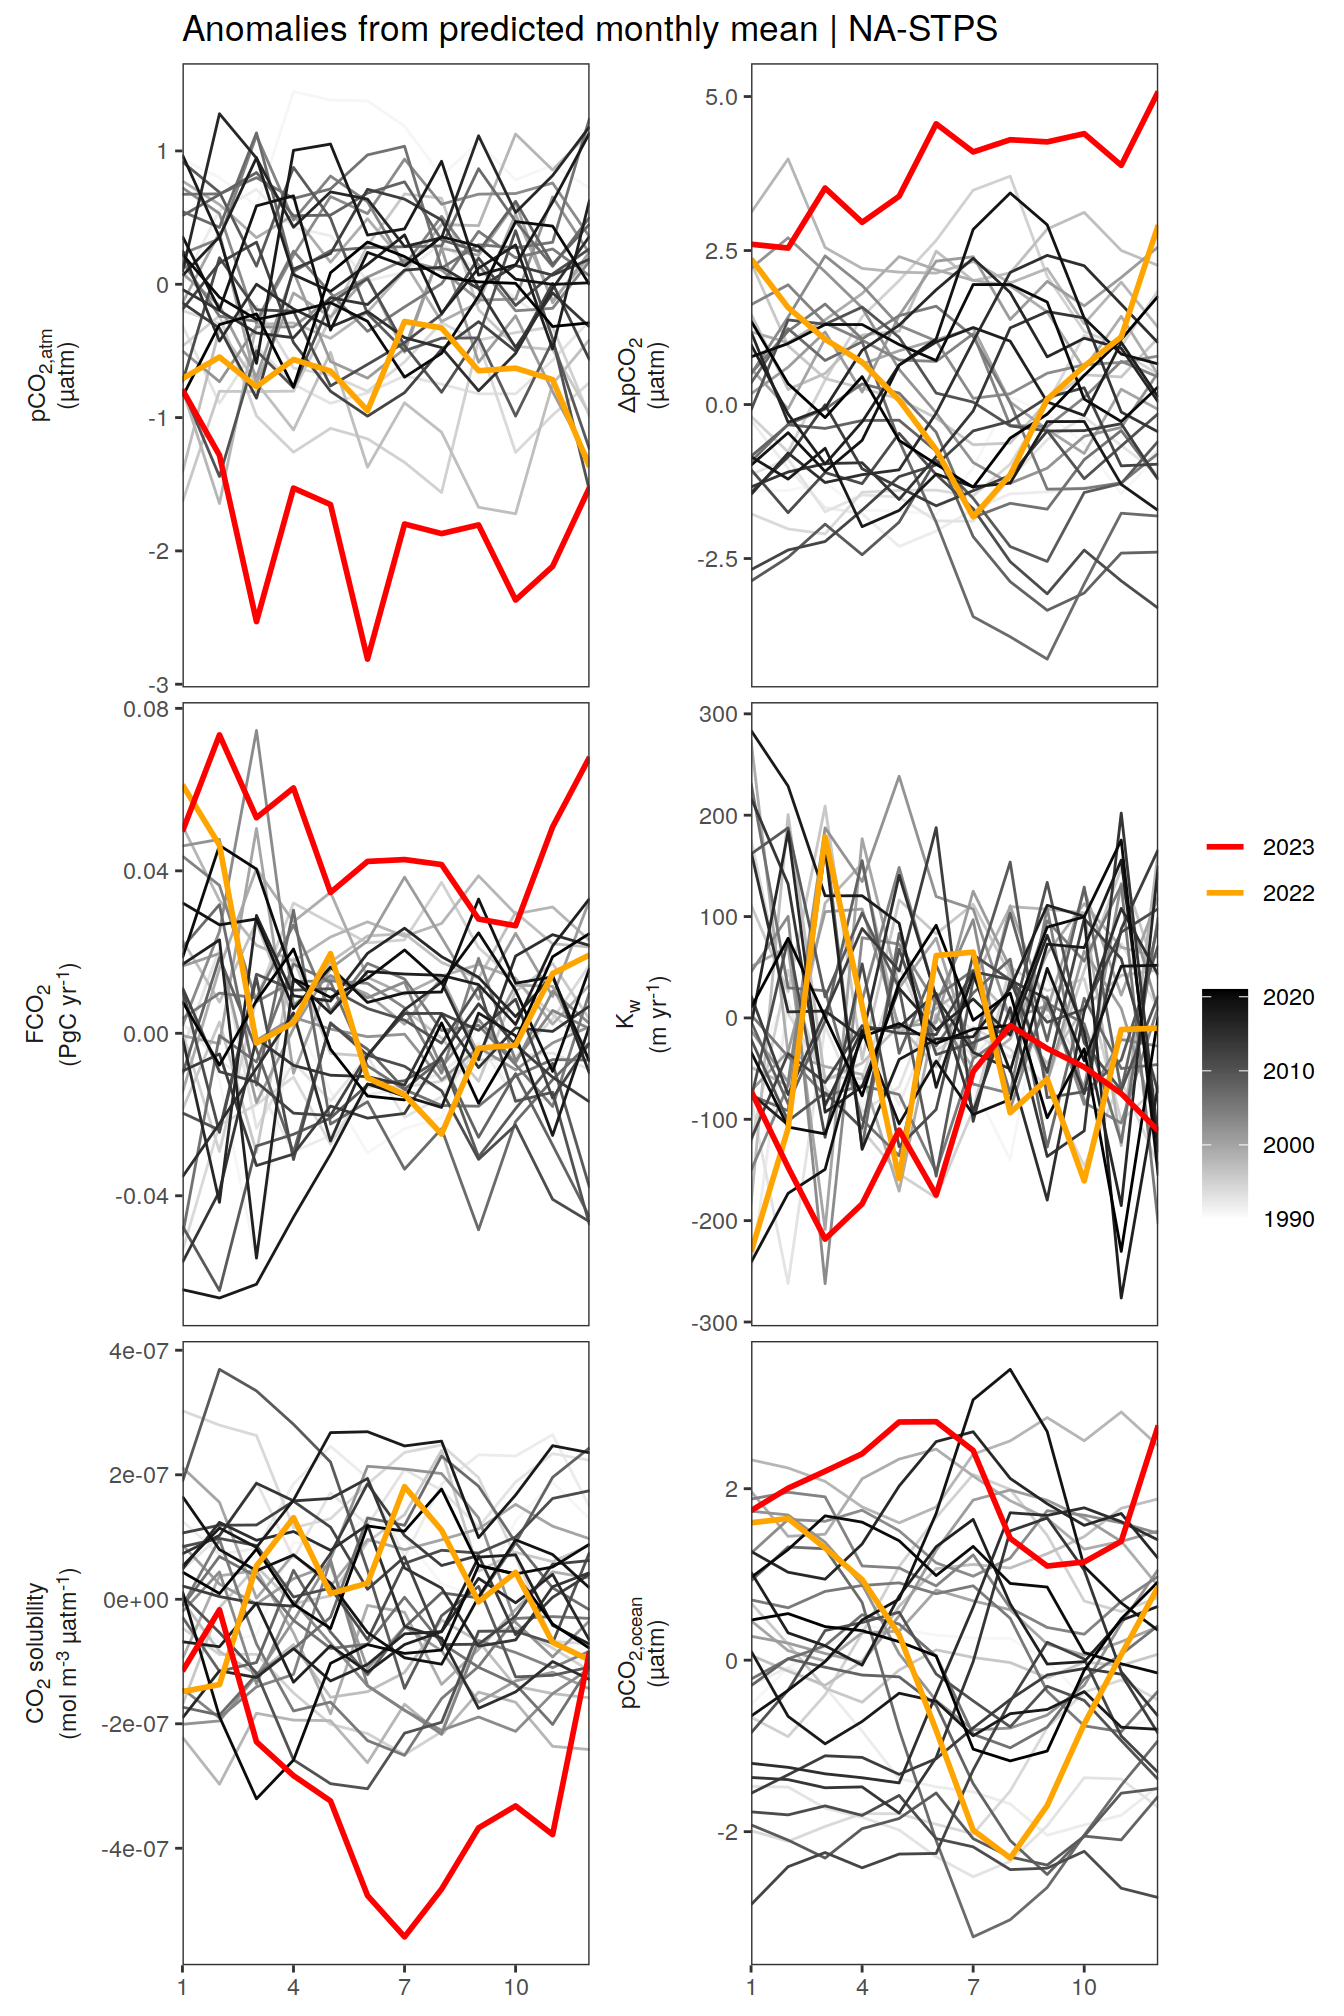 Anomalies from predicted monthly mean | NA-STPS
pCO2,atm
(µatm)
1
0
-1
-2
-3
ΔpCO2
(µatm)
5.0
2.5
0.0
-2.5
FCO2
(PgC yr-1)
0.08
0.04
0.00
-0.04
Kw
(m yr-1)
300
200
100
0
-100
-200
-300
2023
2022
2020
2010
2000
1990
CO2 solubility
(mol m-3 µatm-1)
4e-07
2e-07
0e+00
-2e-07
-4e-07
1 4 7 10
pCO2,ocean
(µatm)
2
0
-2
1 4 7 10